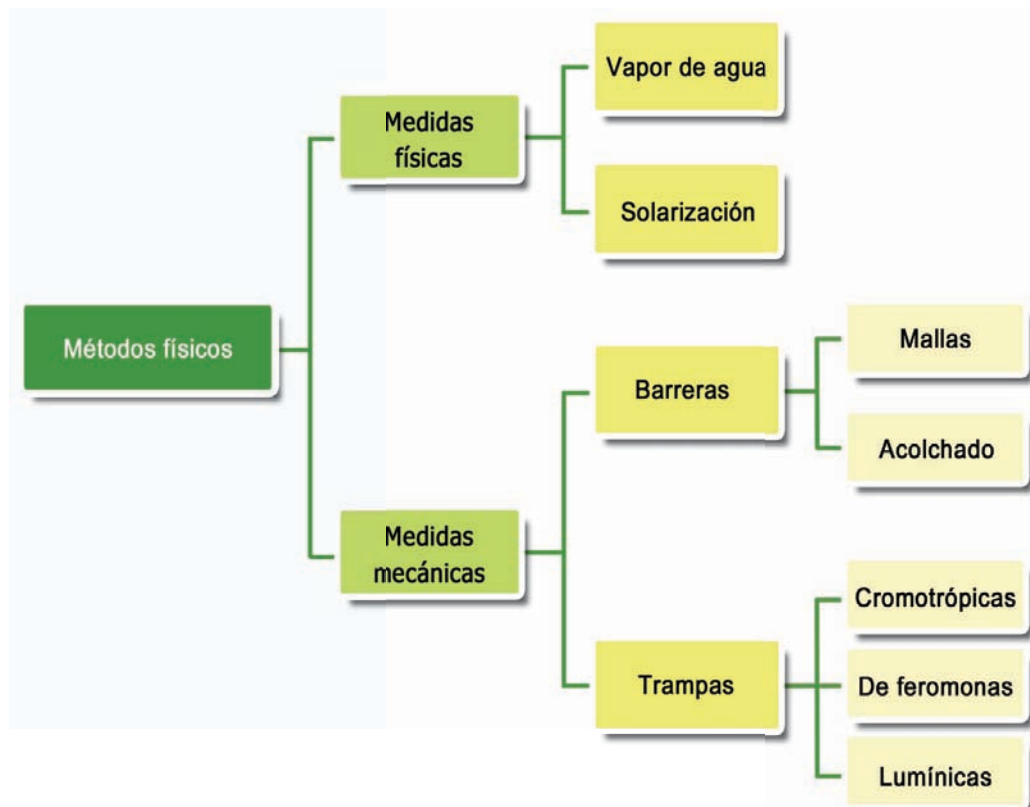 Métodos físicos
Medidas
físicas
Vapor de agua
Solarización
Medidas
mecánicas
Barreras
Mallas
Acolchado
Trampas
Cromotrópicas
De feromonas
Lumínicas